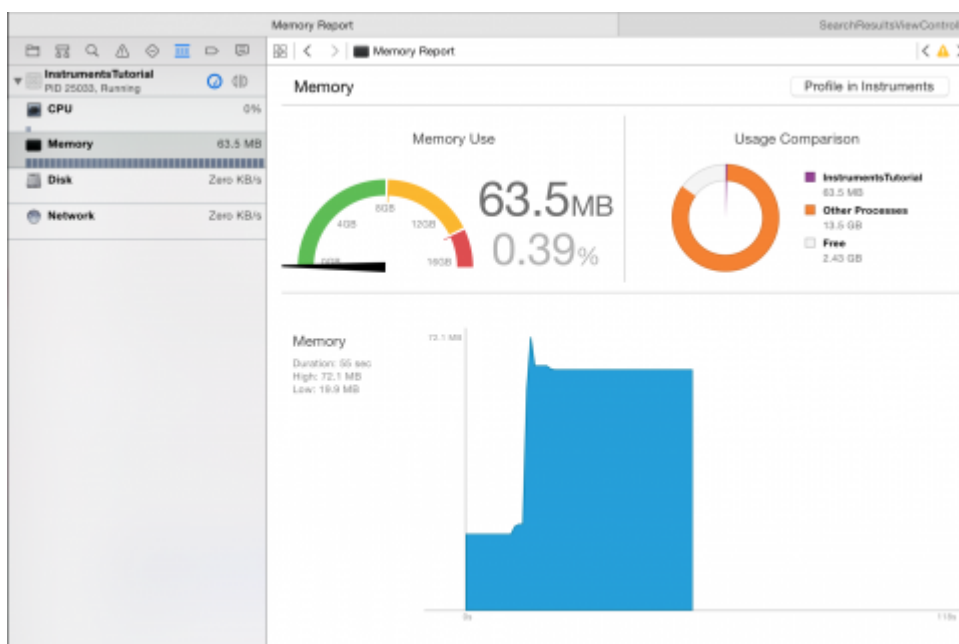 Memory Report
SearchResultsViewControll
InstrumentsTutorial
PID 25033, Running
CPU 0%
Memory 63.5 MB
Disk Zero KB/s
Network Zero KB/s
Memory Report
Memory
Profile in Instruments
Memory Use
0GB
4GB
8GB
12GB
16GB
63.5MB
0.39%
Usage Comparison
InstrumentsTutorial
63.5 MB
Other Processes
13.5 GB
Free
2.43 GB
Memory
Duration: 55 sec
High: 72.1 MB
Low: 19.9 MB
72.1 MB
0s
118s